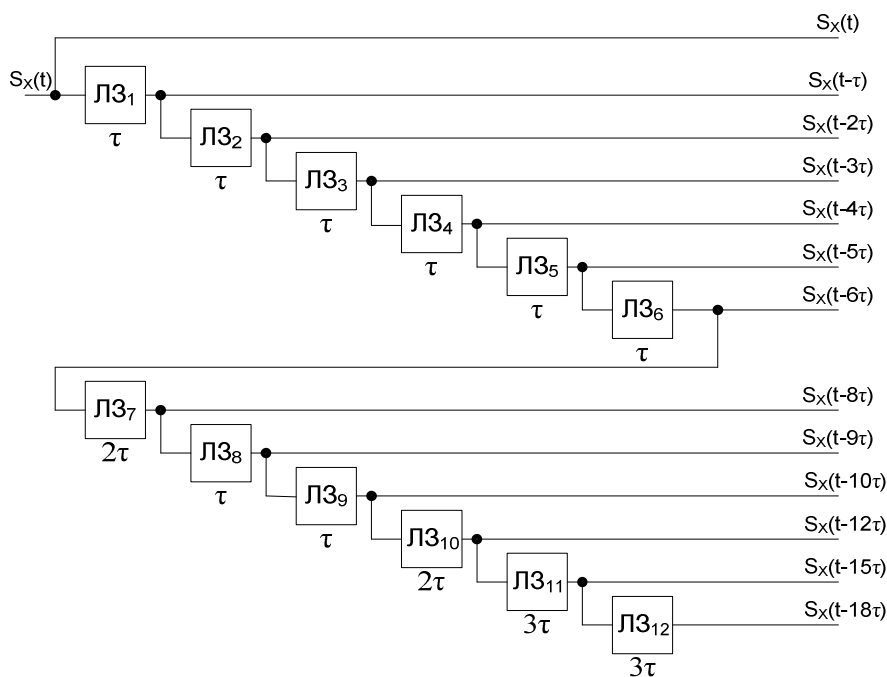 Sₓ(t)
Sₓ(t)
ЛЗ₁
τ
Sₓ(t-τ)
ЛЗ₂
τ
Sₓ(t-2τ)
ЛЗ₃
τ
Sₓ(t-3τ)
ЛЗ₄
τ
Sₓ(t-4τ)
ЛЗ₅
τ
Sₓ(t-5τ)
ЛЗ₆
τ
Sₓ(t-6τ)
ЛЗ₇
2τ
Sₓ(t-8τ)
ЛЗ₈
τ
Sₓ(t-9τ)
ЛЗ₉
τ
Sₓ(t-10τ)
ЛЗ₁₀
2τ
Sₓ(t-12τ)
ЛЗ₁₁
3τ
Sₓ(t-15τ)
ЛЗ₁₂
3τ
Sₓ(t-18τ)